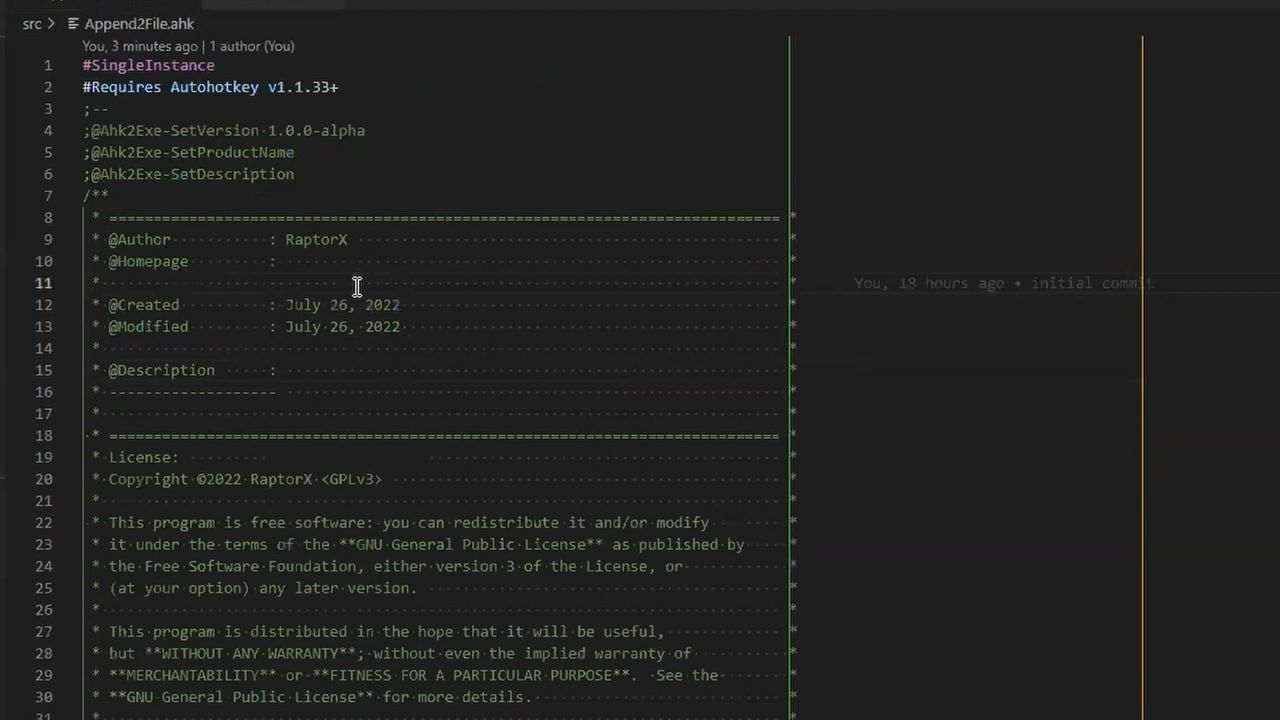 src > Append2File.ahk
You, 3 minutes ago | 1 author (You)
1 #SingleInstance
2 #Requires Autohotkey v1.1.33+
3 ;--
4 ;@Ahk2Exe-SetVersion 1.0.0-alpha
5 ;@Ahk2Exe-SetProductName
6 ;@Ahk2Exe-SetDescription
7 /**
8 * ============================================================================ *
9 * @Author : RaptorX *
10 * @Homepage : *
11 * * You, 18 hours ago • initial commit
12 * @Created : July 26, 2022 *
13 * @Modified : July 26, 2022 *
14 * *
15 * @Description : *
16 * ------------------- *
17 * *
18 * ============================================================================ *
19 * License: *
20 * Copyright ©2022 RaptorX <GPLv3> *
21 * *
22 * This program is free software: you can redistribute it and/or modify *
23 * it under the terms of the **GNU General Public License** as published by *
24 * the Free Software Foundation, either version 3 of the License, or *
25 * (at your option) any later version. *
26 * *
27 * This program is distributed in the hope that it will be useful, *
28 * but **WITHOUT ANY WARRANTY**; without even the implied warranty of *
29 * **MERCHANTABILITY** or **FITNESS FOR A PARTICULAR PURPOSE**. See the *
30 * **GNU General Public License** for more details. *
31 * *